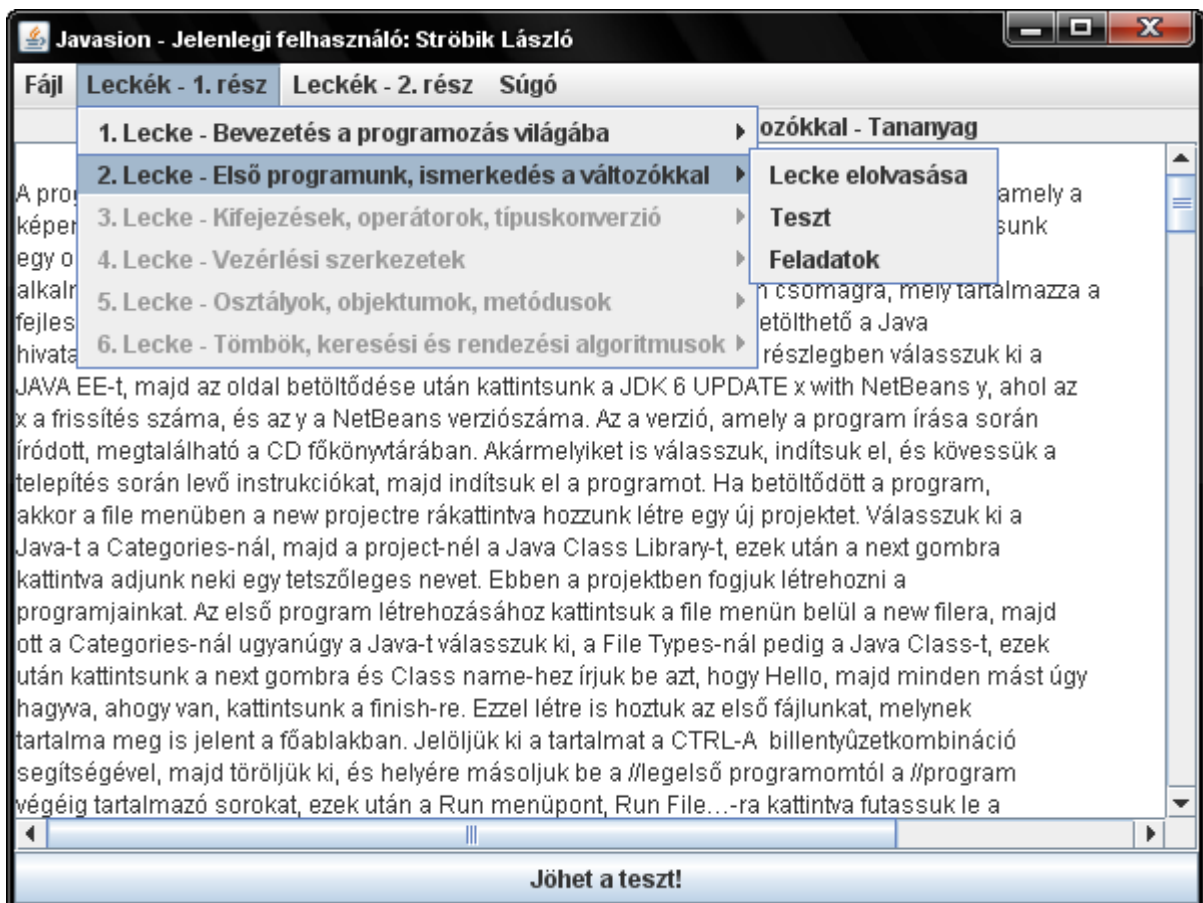 Javasion - Jelenlegi felhasználó: Ströbik László
Fájl Leckék - 1. rész Leckék - 2. rész Súgó
1. Lecke - Bevezetés a programozás világába
2. Lecke - Első programunk, ismerkedés a változókkal
3. Lecke - Kifejezések, operátorok, típuskonverzió
4. Lecke - Vezérlési szerkezetek
5. Lecke - Osztályok, objektumok, metódusok
6. Lecke - Tömbök, keresési és rendezési algoritmusok
Lecke elolvasása
Teszt
Feladatok
ozókkal - Tananyag
A prog amely a
képer sunk
egy o
alkalr n csomagra, mely tartalmazza a
fejles etölthető a Java
hivata részlegben válasszuk ki a
JAVA EE-t, majd az oldal betöltődése után kattintsunk a JDK 6 UPDATE x with NetBeans y, ahol az
x a frissítés száma, és az y a NetBeans verziószáma. Az a verzió, amely a program írása során
íródott, megtalálható a CD főkönyvtárában. Akármelyiket is válasszuk, indítsuk el, és kövessük a
telepítés során levő instrukciókat, majd indítsuk el a programot. Ha betöltődött a program,
akkor a file menüben a new projectre rákattintva hozzunk létre egy új projektet. Válasszuk ki a
Java-t a Categories-nál, majd a project-nél a Java Class Library-t, ezek után a next gombra
kattintva adjunk neki egy tetszőleges nevet. Ebben a projektben fogjuk létrehozni a
programjainkat. Az első program létrehozásához kattintsuk a file menün belül a new filera, majd
ott a Categories-nál ugyanúgy a Java-t válasszuk ki, a File Types-nál pedig a Java Class-t, ezek
után kattintsunk a next gombra és Class name-hez írjuk be azt, hogy Hello, majd minden mást úgy
hagyva, ahogy van, kattintsunk a finish-re. Ezzel létre is hoztuk az első fájlunkat, melynek
tartalma meg is jelent a főablakban. Jelöljük ki a tartalmat a CTRL-A billentyûzetkombináció
segítségével, majd töröljük ki, és helyére másoljuk be a //legelső programomtól a //program
végéig tartalmazó sorokat, ezek után a Run menüpont, Run File...-ra kattintva futassuk le a
Jöhet a teszt!